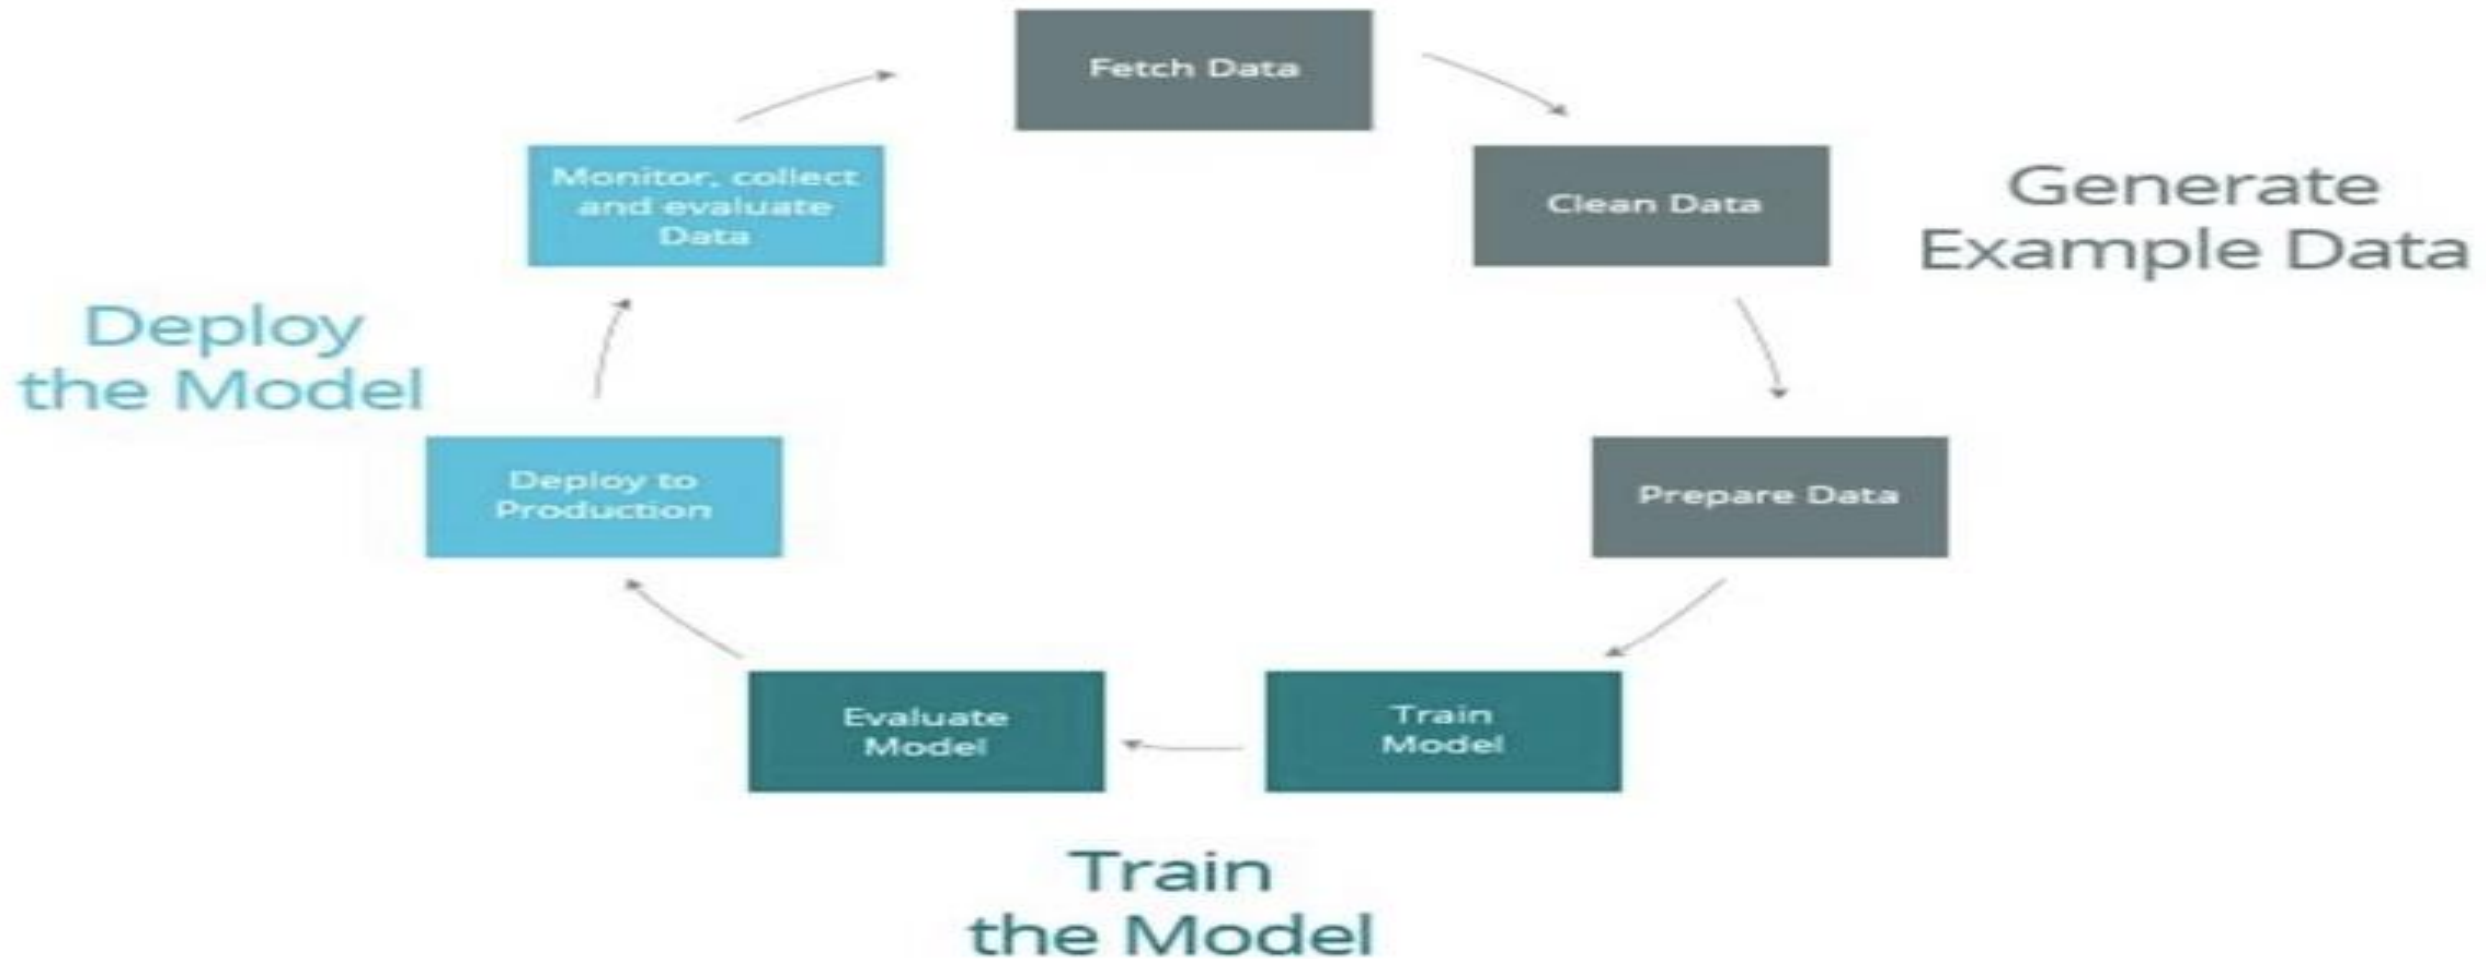 Fetch Data
Clean Data
Generate
Example Data
Prepare Data
Train
Model
Evaluate
Model
Train
the Model
Deploy to
Production
Deploy
the Model
Monitor, collect
and evaluate
Data